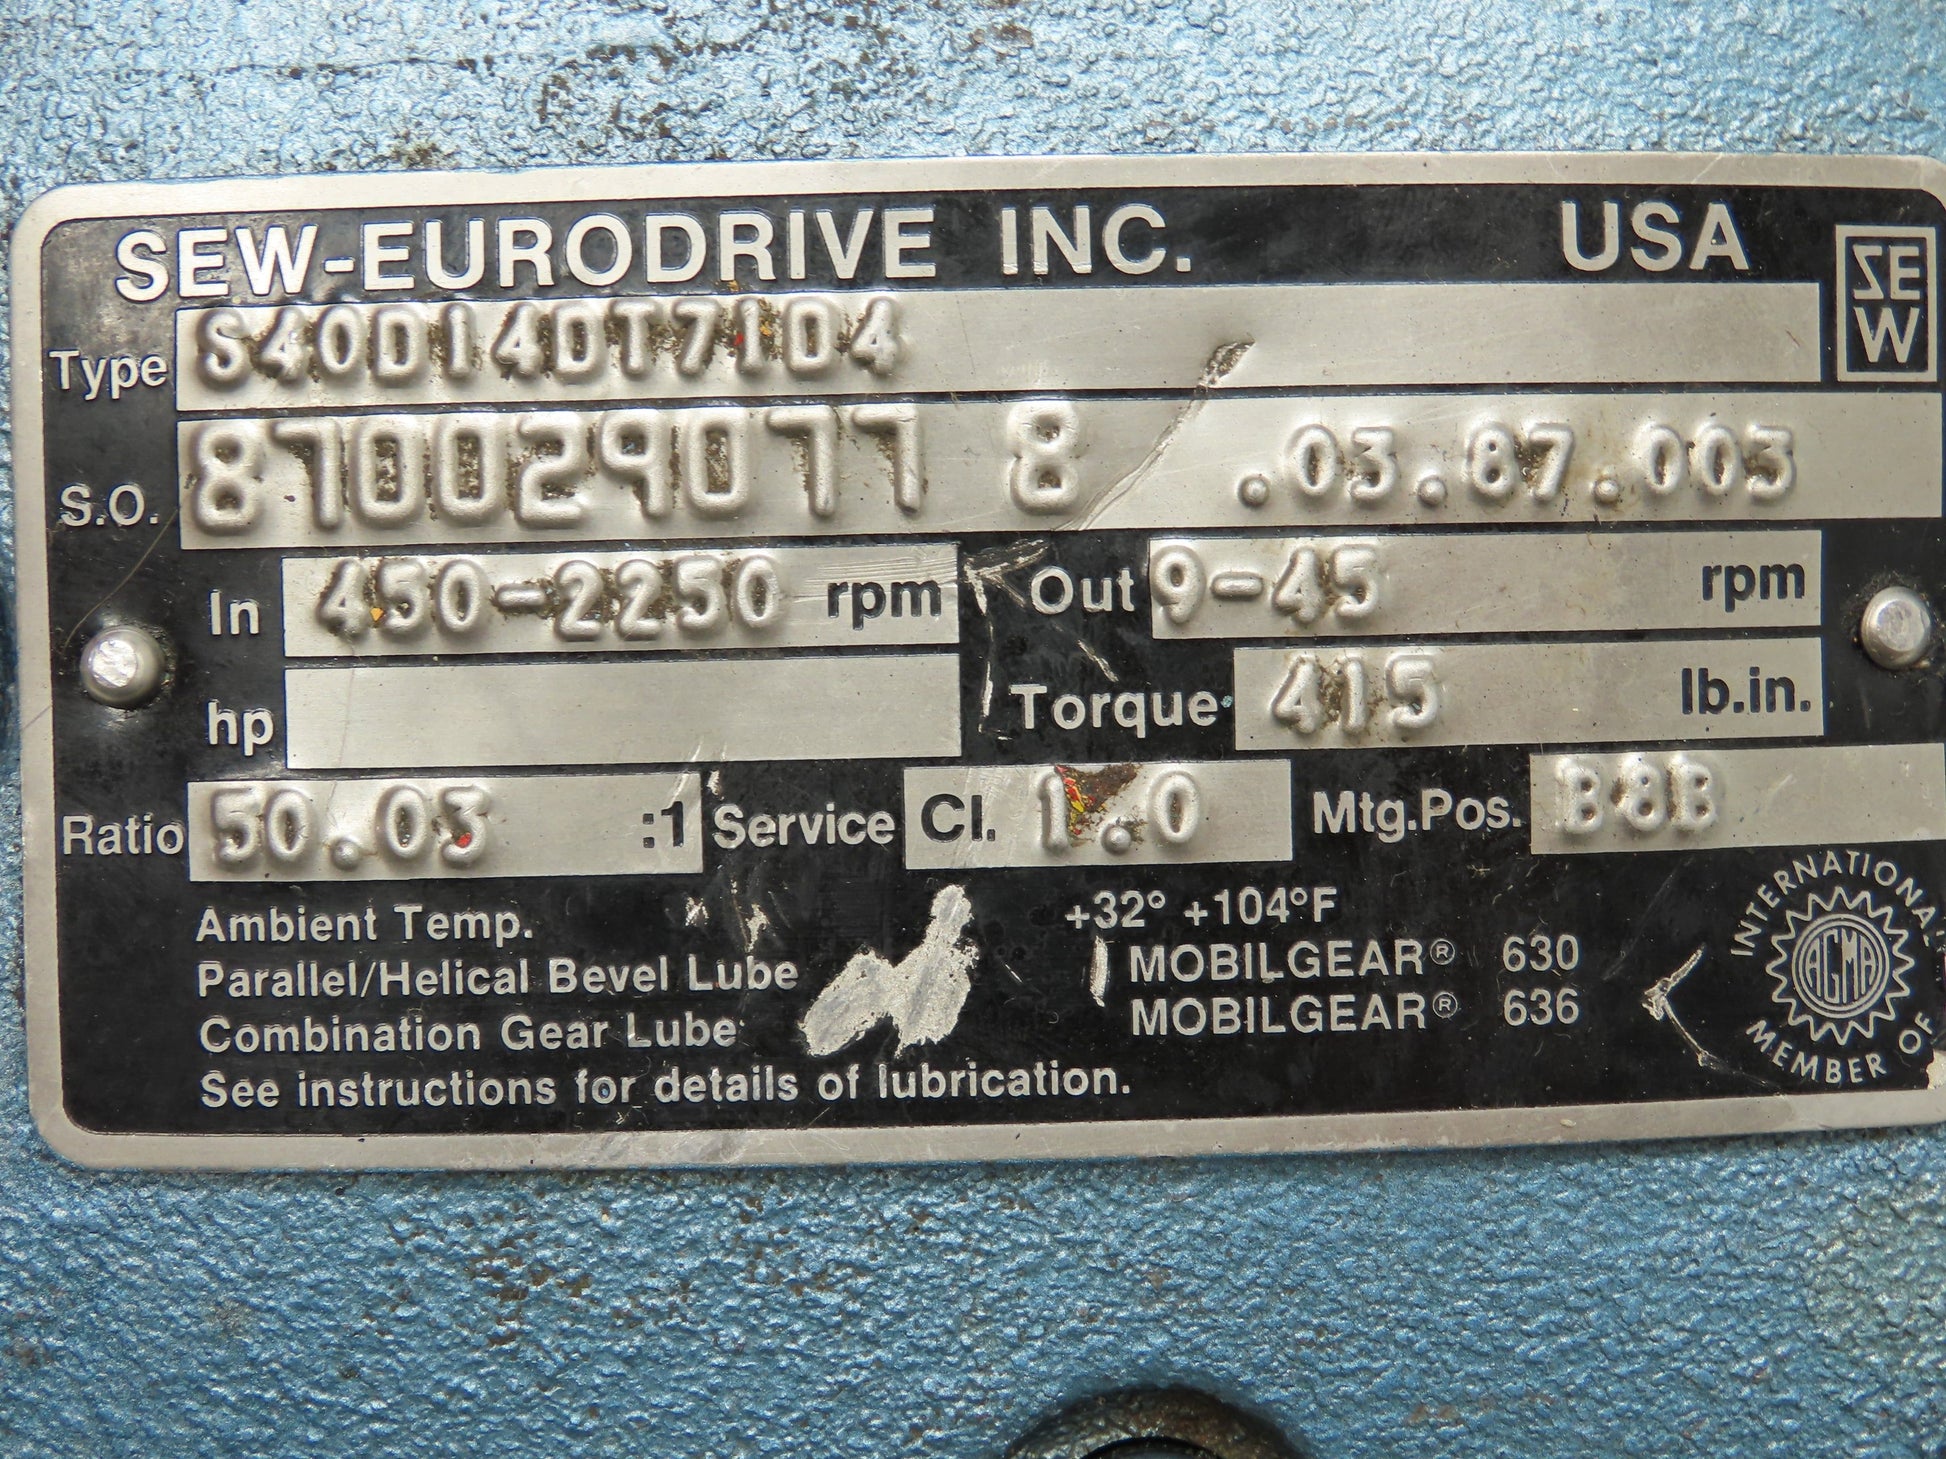 SEW-EURODRIVE INC. USA
SEW
Type S40D14DT71D4
S.O. 870029077 8 .03.87.003
In 450-2250 rpm Out 9-45 rpm
hp Torque 415 lb.in.
Ratio 50.03 :1 Service Cl. 1.0 Mtg.Pos. B8B
Ambient Temp. +32° +104°F
Parallel/Helical Bevel Lube MOBILGEAR® 630
Combination Gear Lube MOBILGEAR® 636
See instructions for details of lubrication.
INTERNATIONAL
AGMA
MEMBER OF